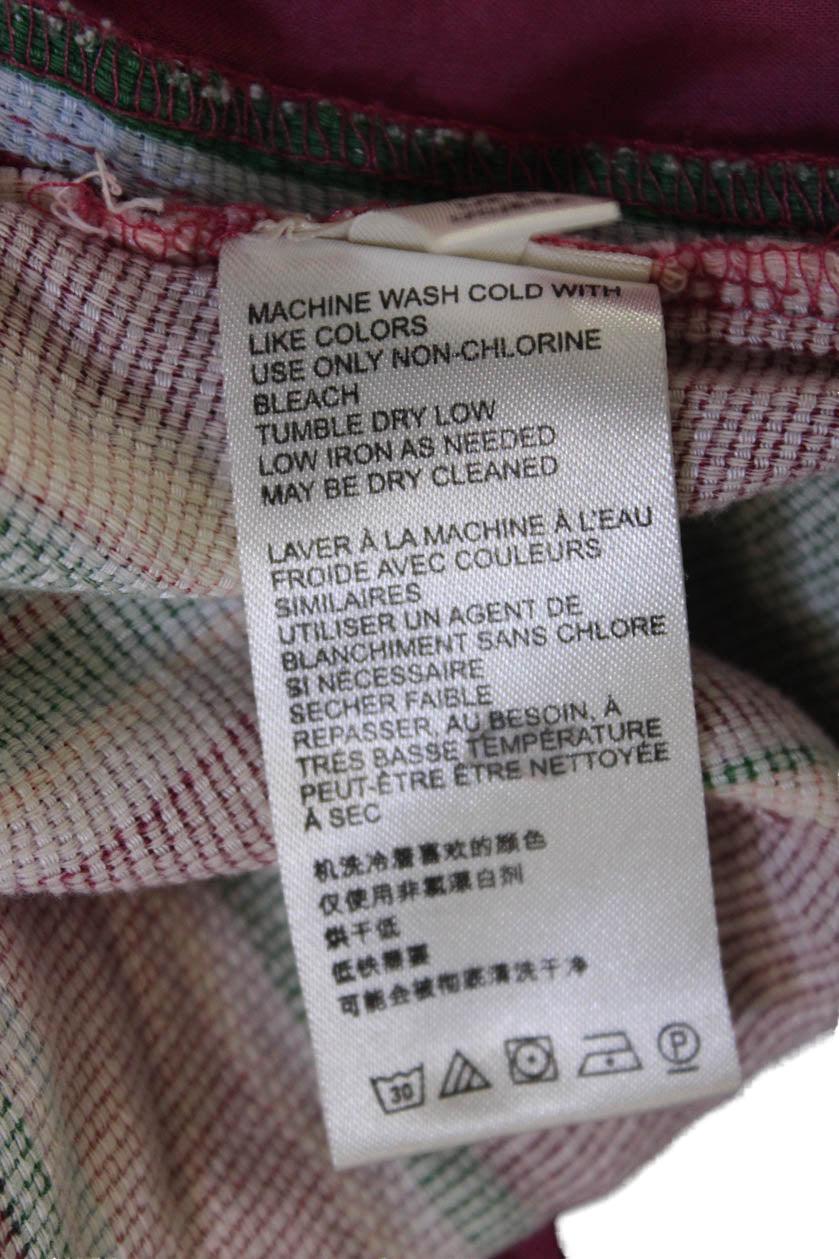 MACHINE WASH COLD WITH
LIKE COLORS
USE ONLY NON-CHLORINE
BLEACH
TUMBLE DRY LOW
LOW IRON AS NEEDED
MAY BE DRY CLEANED
LAVER À LA MACHINE À L'EAU
FROIDE AVEC COULEURS
SIMILAIRES
UTILISER UN AGENT DE
BLANCHIMENT SANS CHLORE
SI NÉCESSAIRE
SECHER FAIBLE
REPASSER, AU BESOIN, À
TRÉS BASSE TEMPÉRATURE
PEUT-ÊTRE ÊTRE NETTOYÉE
À SEC
机洗冷着喜欢的颜色
仅使用非氯漂白剂
烘干低
低铁需要
可能会被彻底清洗干净
30 P